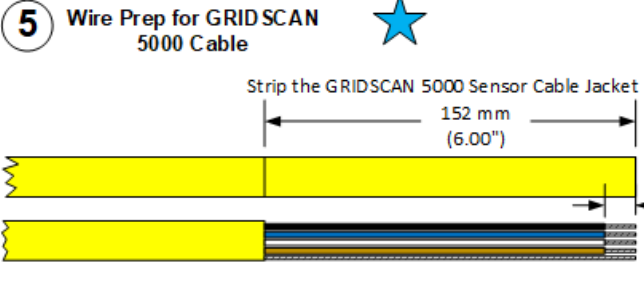 5
Wire Prep for GRIDSCAN
5000 Cable
Strip the GRIDSCAN 5000 Sensor Cable Jacket
152 mm
(6.00")